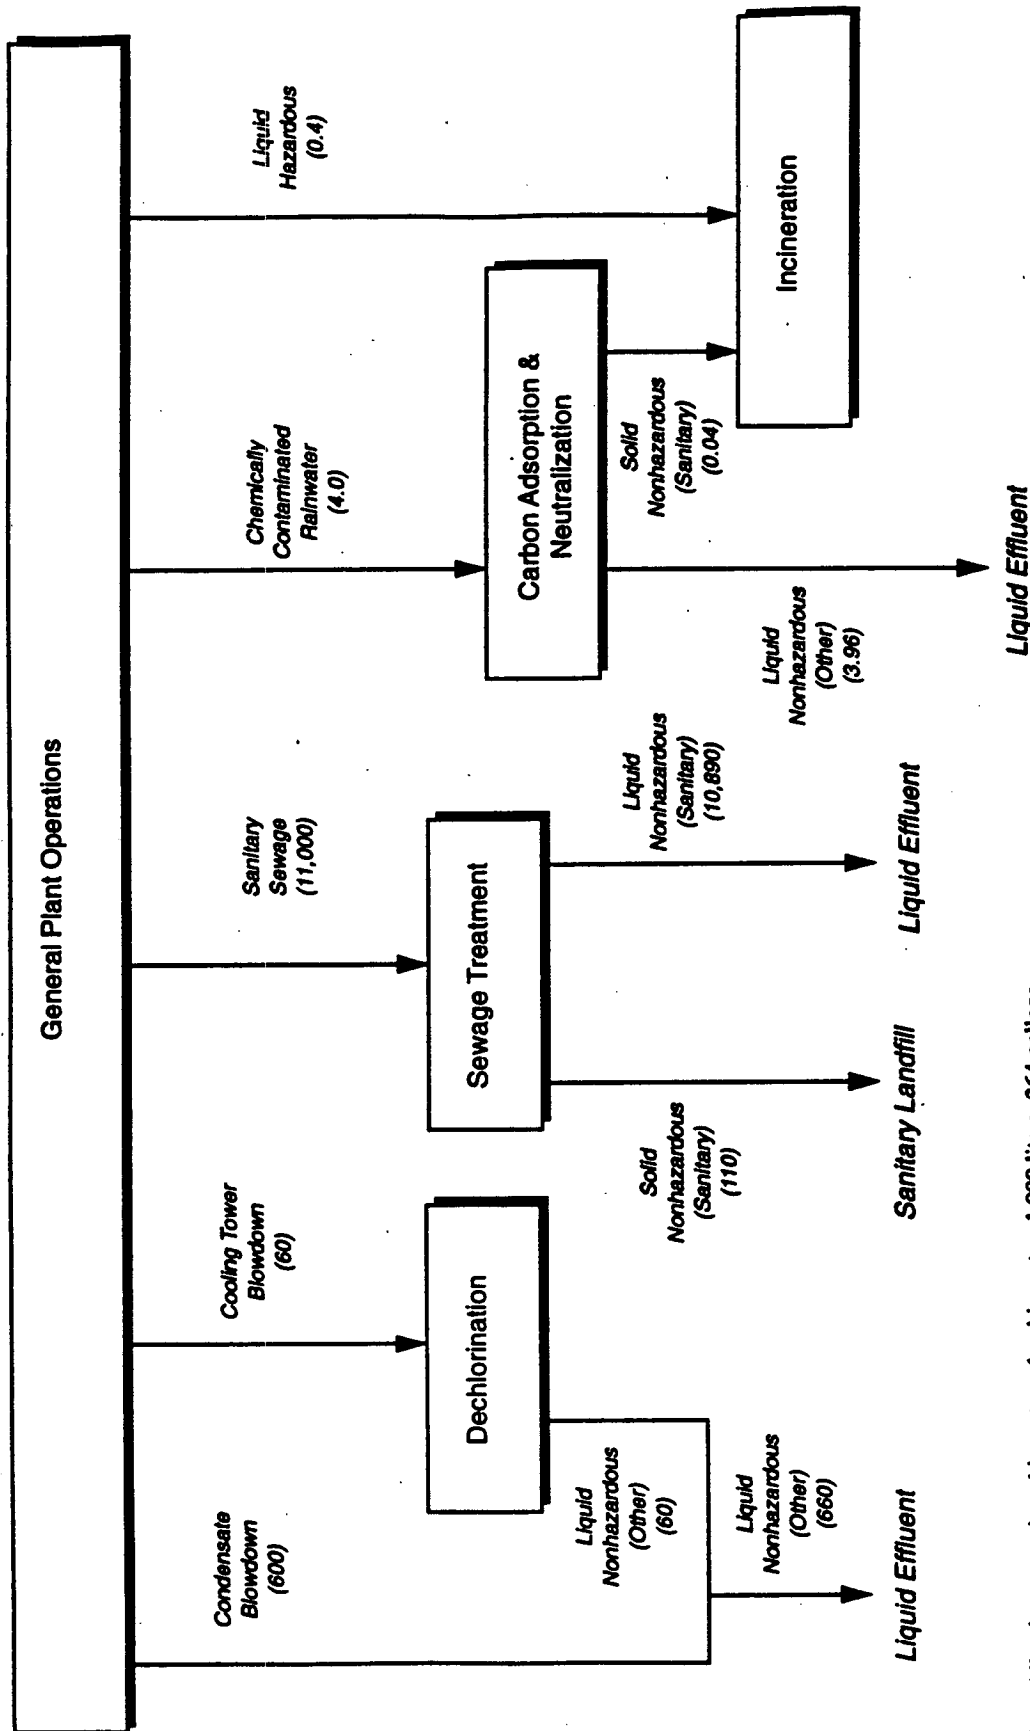 General Plant Operations
Condensate
Blowdown
(600)
Cooling Tower
Blowdown
(60)
Sanitary
Sewage
(11,000)
Chemically
Contaminated
Rainwater
(4.0)
Liquid
Hazardous
(0.4)
Dechlorination
Sewage Treatment
Carbon Adsorption &
Neutralization
Incineration
Liquid
Nonhazardous
(Other)
(60)
Liquid
Nonhazardous
(Other)
(660)
Solid
Nonhazardous
(Sanitary)
(110)
Liquid
Nonhazardous
(Sanitary)
(10,890)
Liquid
Nonhazardous
(Other)
(3.96)
Solid
Nonhazardous
(Sanitary)
(0.04)
Liquid Effluent
Sanitary Landfill
Liquid Effluent
Liquid Effluent